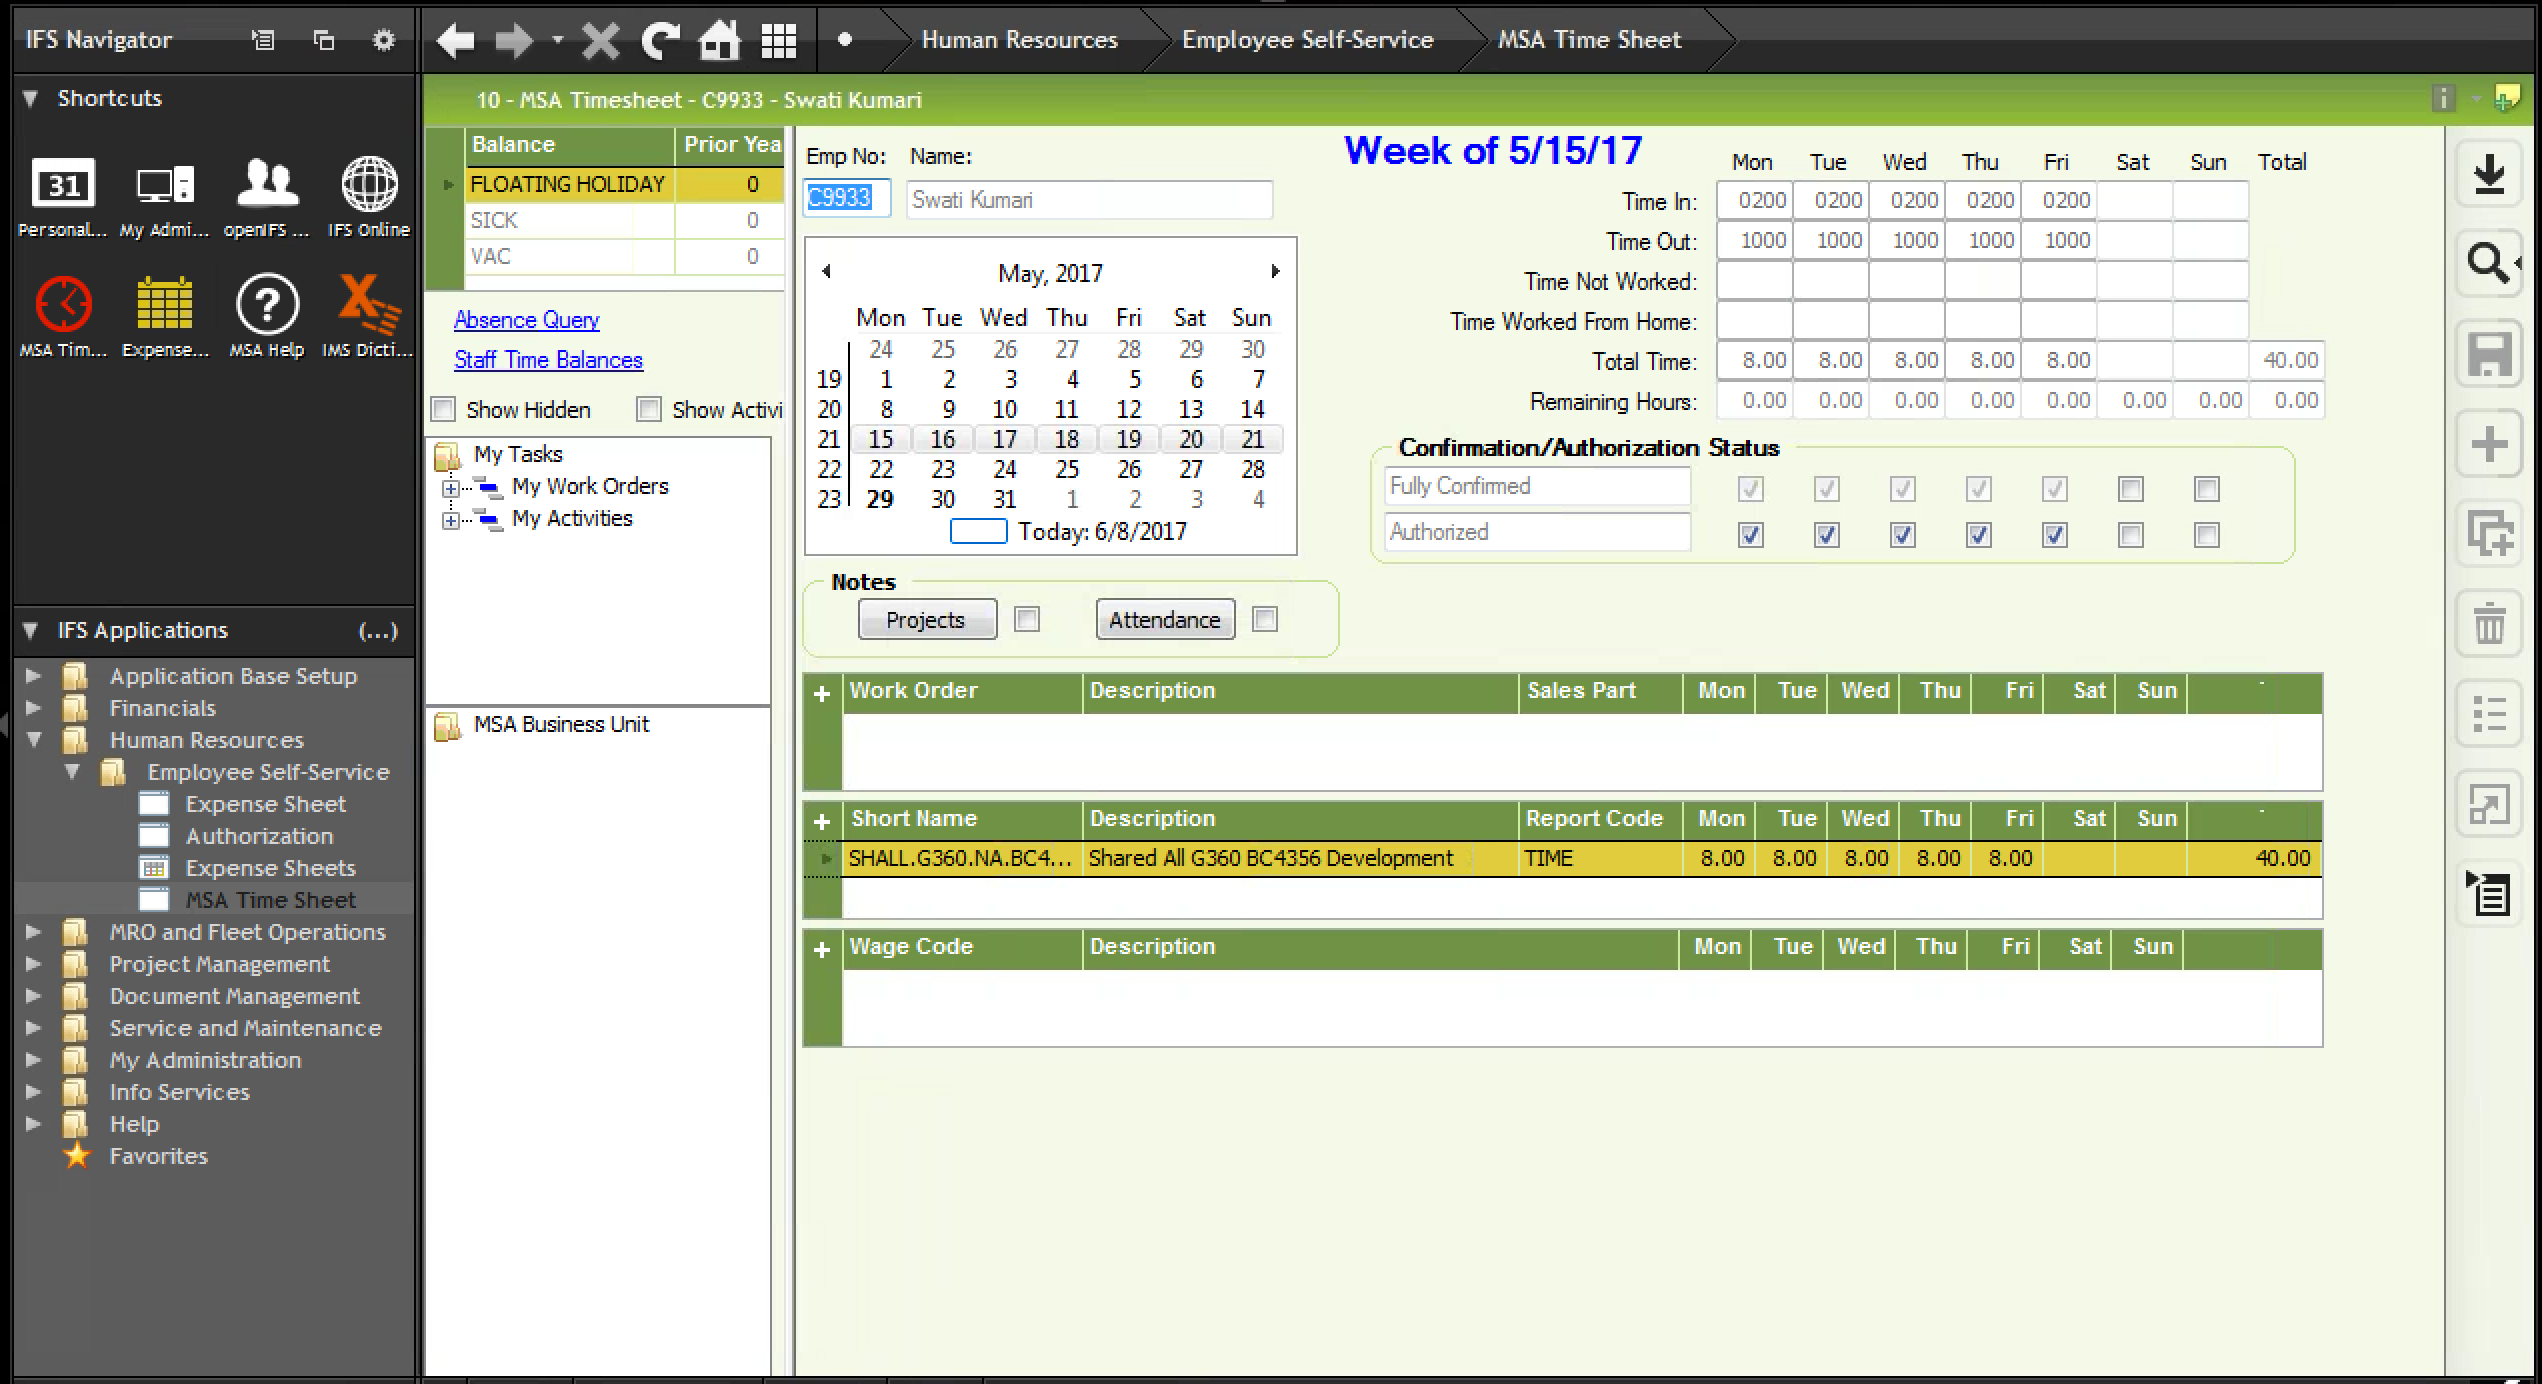 IFS Navigator
Human Resources
Employee Self-Service
MSA Time Sheet
Shortcuts
31
Personal... My Admi... openIFS ... IFS Online
MSA Tim... Expense... MSA Help IMS Dicti...
IFS Applications (...)
Application Base Setup
Financials
Human Resources
Employee Self-Service
Expense Sheet
Authorization
Expense Sheets
MSA Time Sheet
MRO and Fleet Operations
Project Management
Document Management
Service and Maintenance
My Administration
Info Services
Help
Favorites
10 - MSA Timesheet - C9933 - Swati Kumari
Balance Prior Yea
FLOATING HOLIDAY 0
SICK 0
VAC 0
Absence Query
Staff Time Balances
Show Hidden Show Activi
My Tasks
My Work Orders
My Activities
MSA Business Unit
Emp No: Name:
C9933 Swati Kumari
May, 2017
Mon Tue Wed Thu Fri Sat Sun
24 25 26 27 28 29 30
19 1 2 3 4 5 6 7
20 8 9 10 11 12 13 14
21 15 16 17 18 19 20 21
22 22 23 24 25 26 27 28
23 29 30 31 1 2 3 4
Today: 6/8/2017
Notes
Projects Attendance
Week of 5/15/17
Mon Tue Wed Thu Fri Sat Sun Total
Time In: 0200 0200 0200 0200 0200
Time Out: 1000 1000 1000 1000 1000
Time Not Worked:
Time Worked From Home:
Total Time: 8.00 8.00 8.00 8.00 8.00 40.00
Remaining Hours: 0.00 0.00 0.00 0.00 0.00 0.00 0.00 0.00
Confirmation/Authorization Status
Fully Confirmed
Authorized
Work Order Description Sales Part Mon Tue Wed Thu Fri Sat Sun
Short Name Description Report Code Mon Tue Wed Thu Fri Sat Sun
SHALL.G360.NA.BC4... Shared All G360 BC4356 Development TIME 8.00 8.00 8.00 8.00 8.00 40.00
Wage Code Description Mon Tue Wed Thu Fri Sat Sun